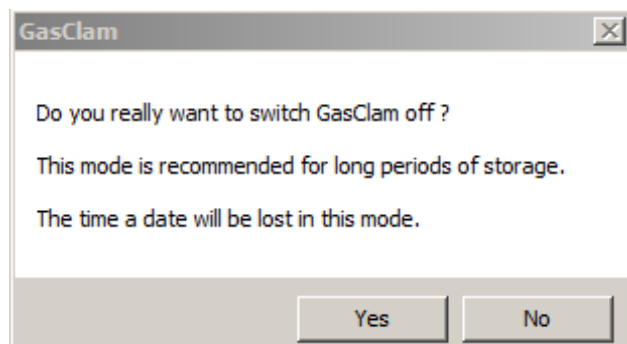 GasClam
Do you really want to switch GasClam off ?
This mode is recommended for long periods of storage.
The time a date will be lost in this mode.
Yes No